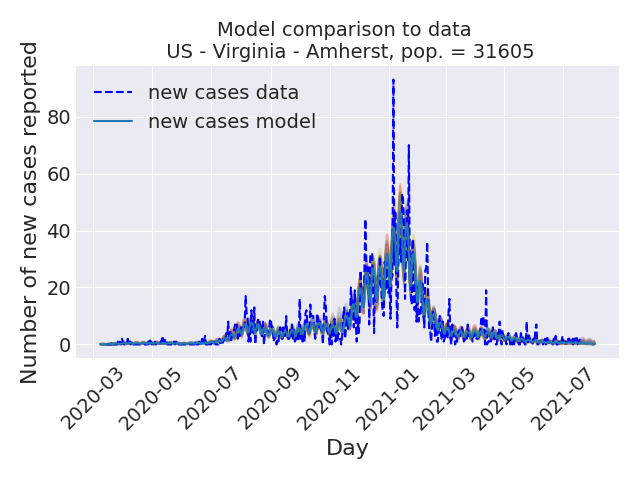 Model comparison to data
US - Virginia - Amherst, pop. = 31605
Number of new cases reported
new cases data
new cases model
80
60
40
20
0
2020-03
2020-05
2020-07
2020-09
2020-11
2021-01
2021-03
2021-05
2021-07
Day